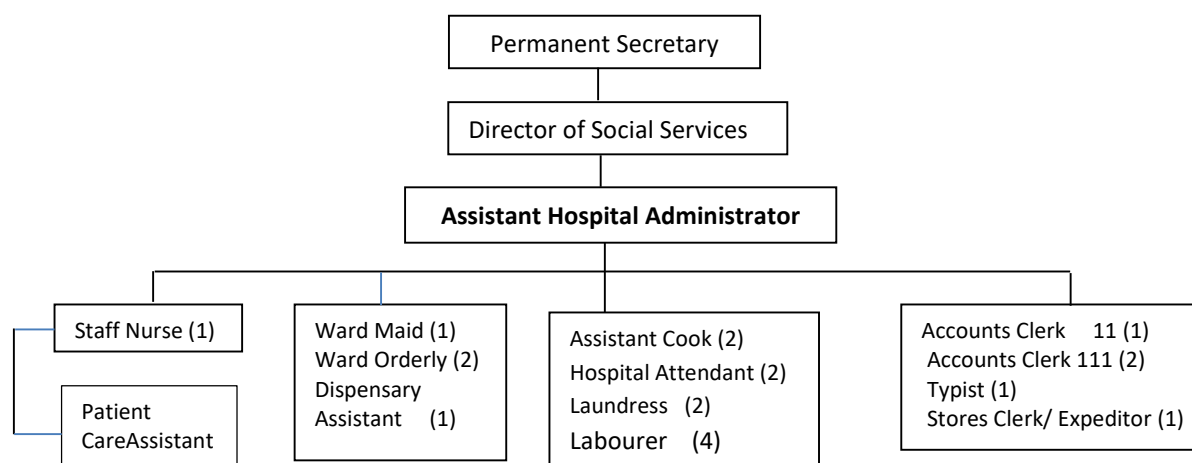 Permanent Secretary
Director of Social Services
Assistant Hospital Administrator
Staff Nurse (1)
Patient
CareAssistant
Ward Maid (1)
Ward Orderly (2)
Dispensary
Assistant (1)
Assistant Cook (2)
Hospital Attendant (2)
Laundress (2)
Labourer (4)
Accounts Clerk 11 (1)
Accounts Clerk 111 (2)
Typist (1)
Stores Clerk/ Expeditor (1)